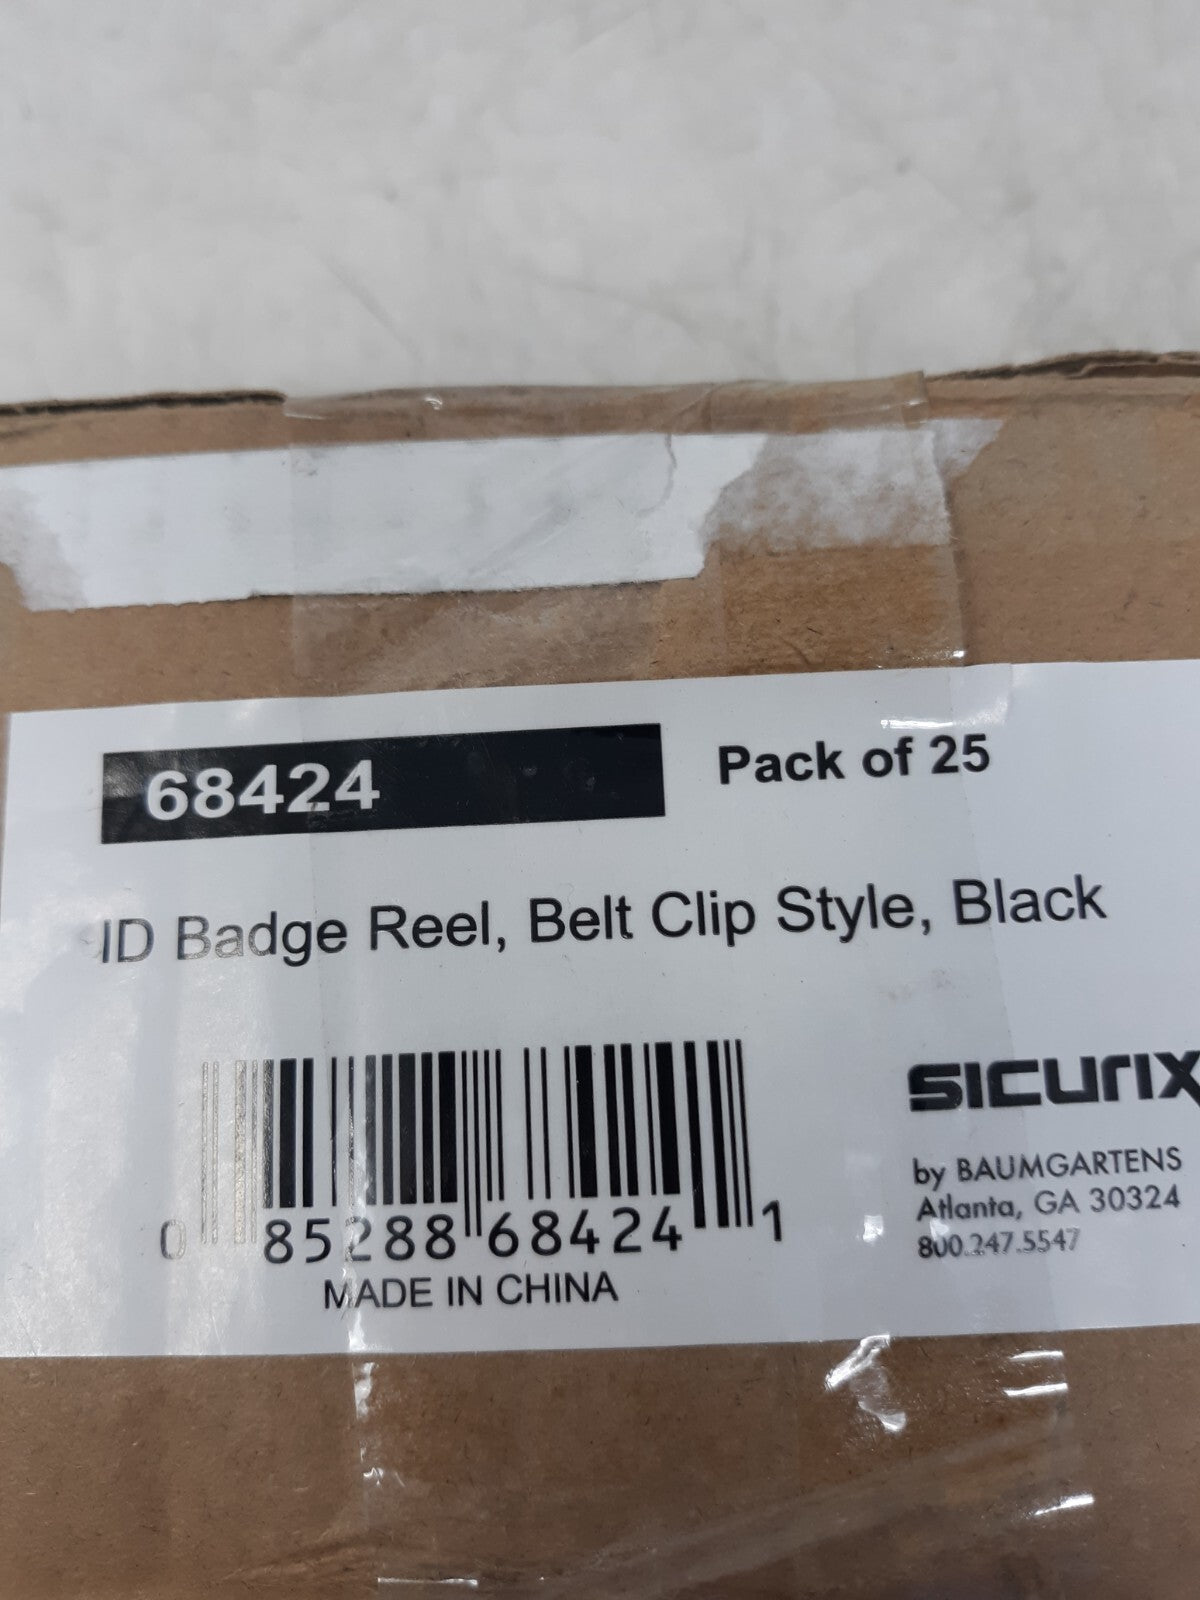 68424
Pack of 25
ID Badge Reel, Belt Clip Style, Black
SICURIX
by BAUMGARTENS
Atlanta, GA 30324
800.247.5547
0 85288 68424 1
MADE IN CHINA